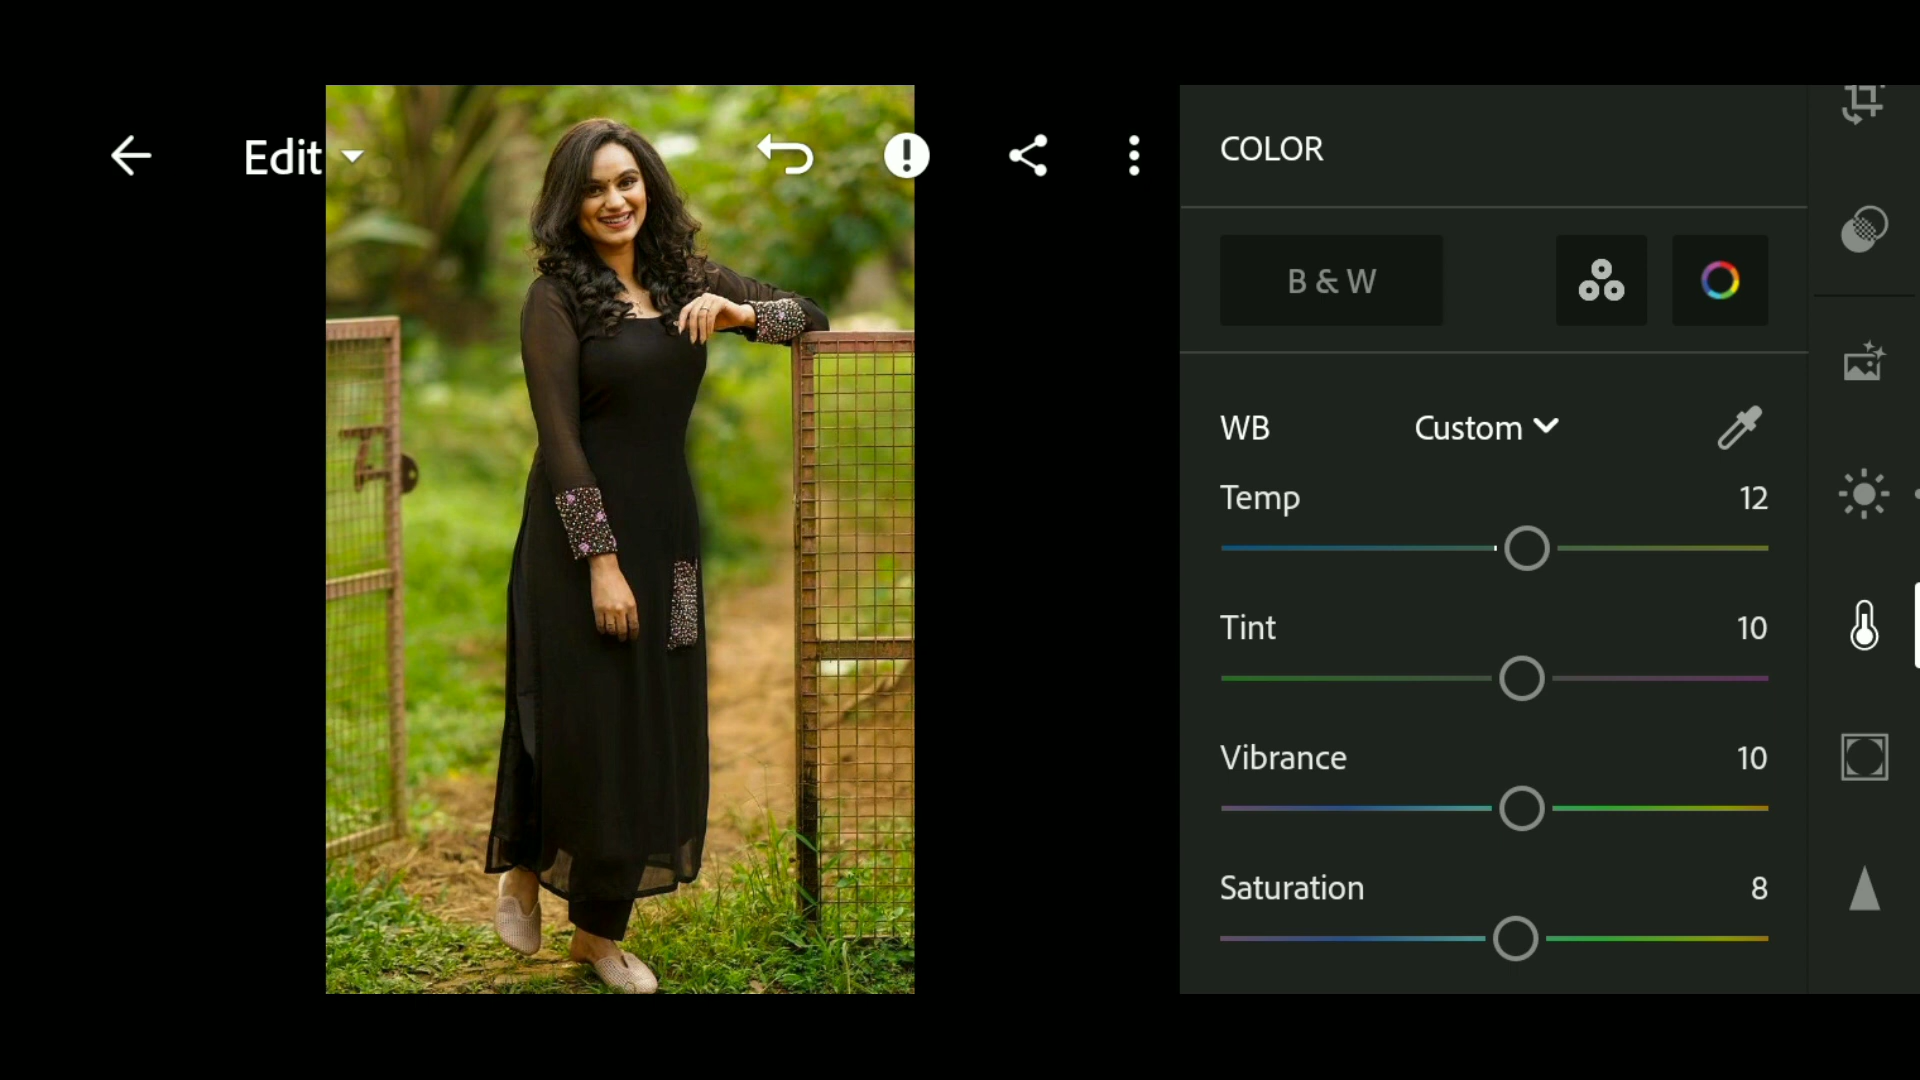 Edit
COLOR
B & W
WB Custom
Temp 12
Tint 10
Vibrance 10
Saturation 8